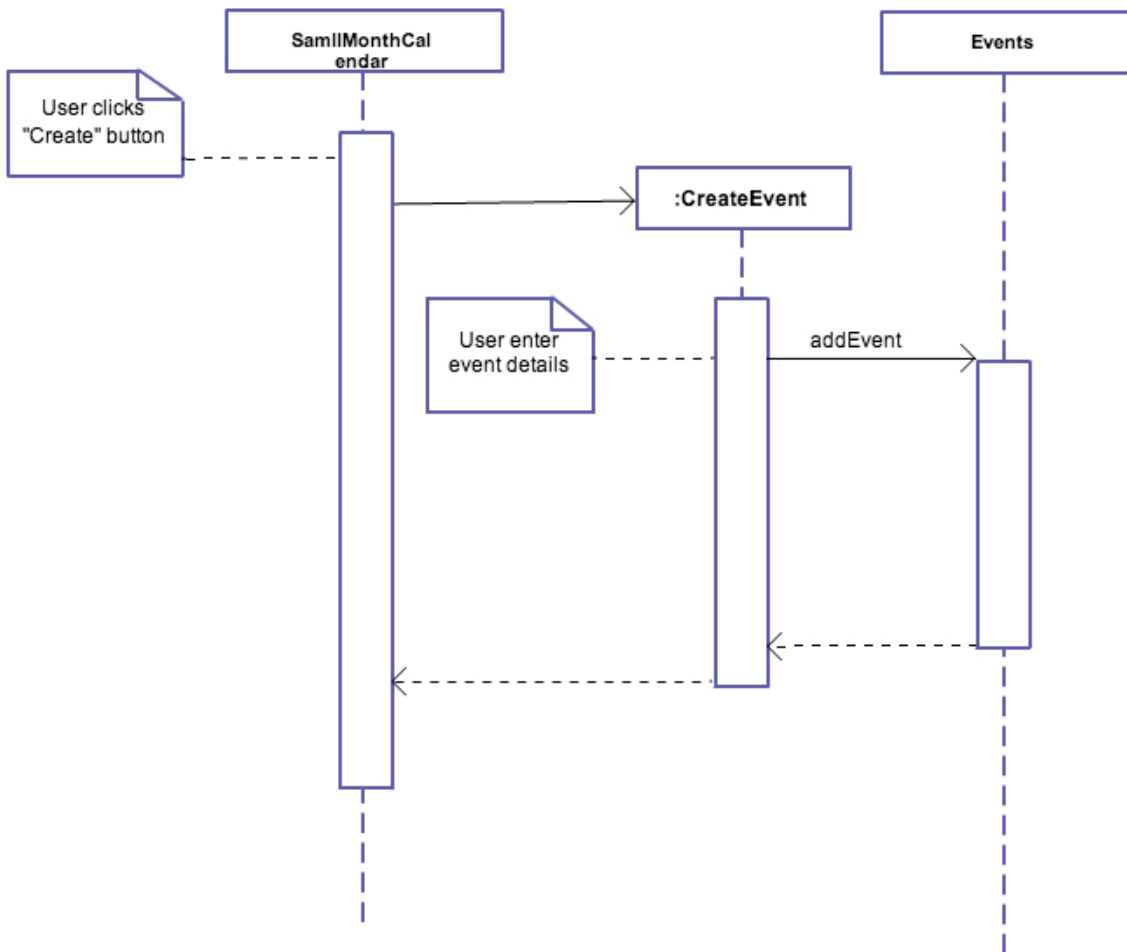 SamllMonthCal
endar
Events
User clicks
"Create" button
:CreateEvent
User enter
event details
addEvent